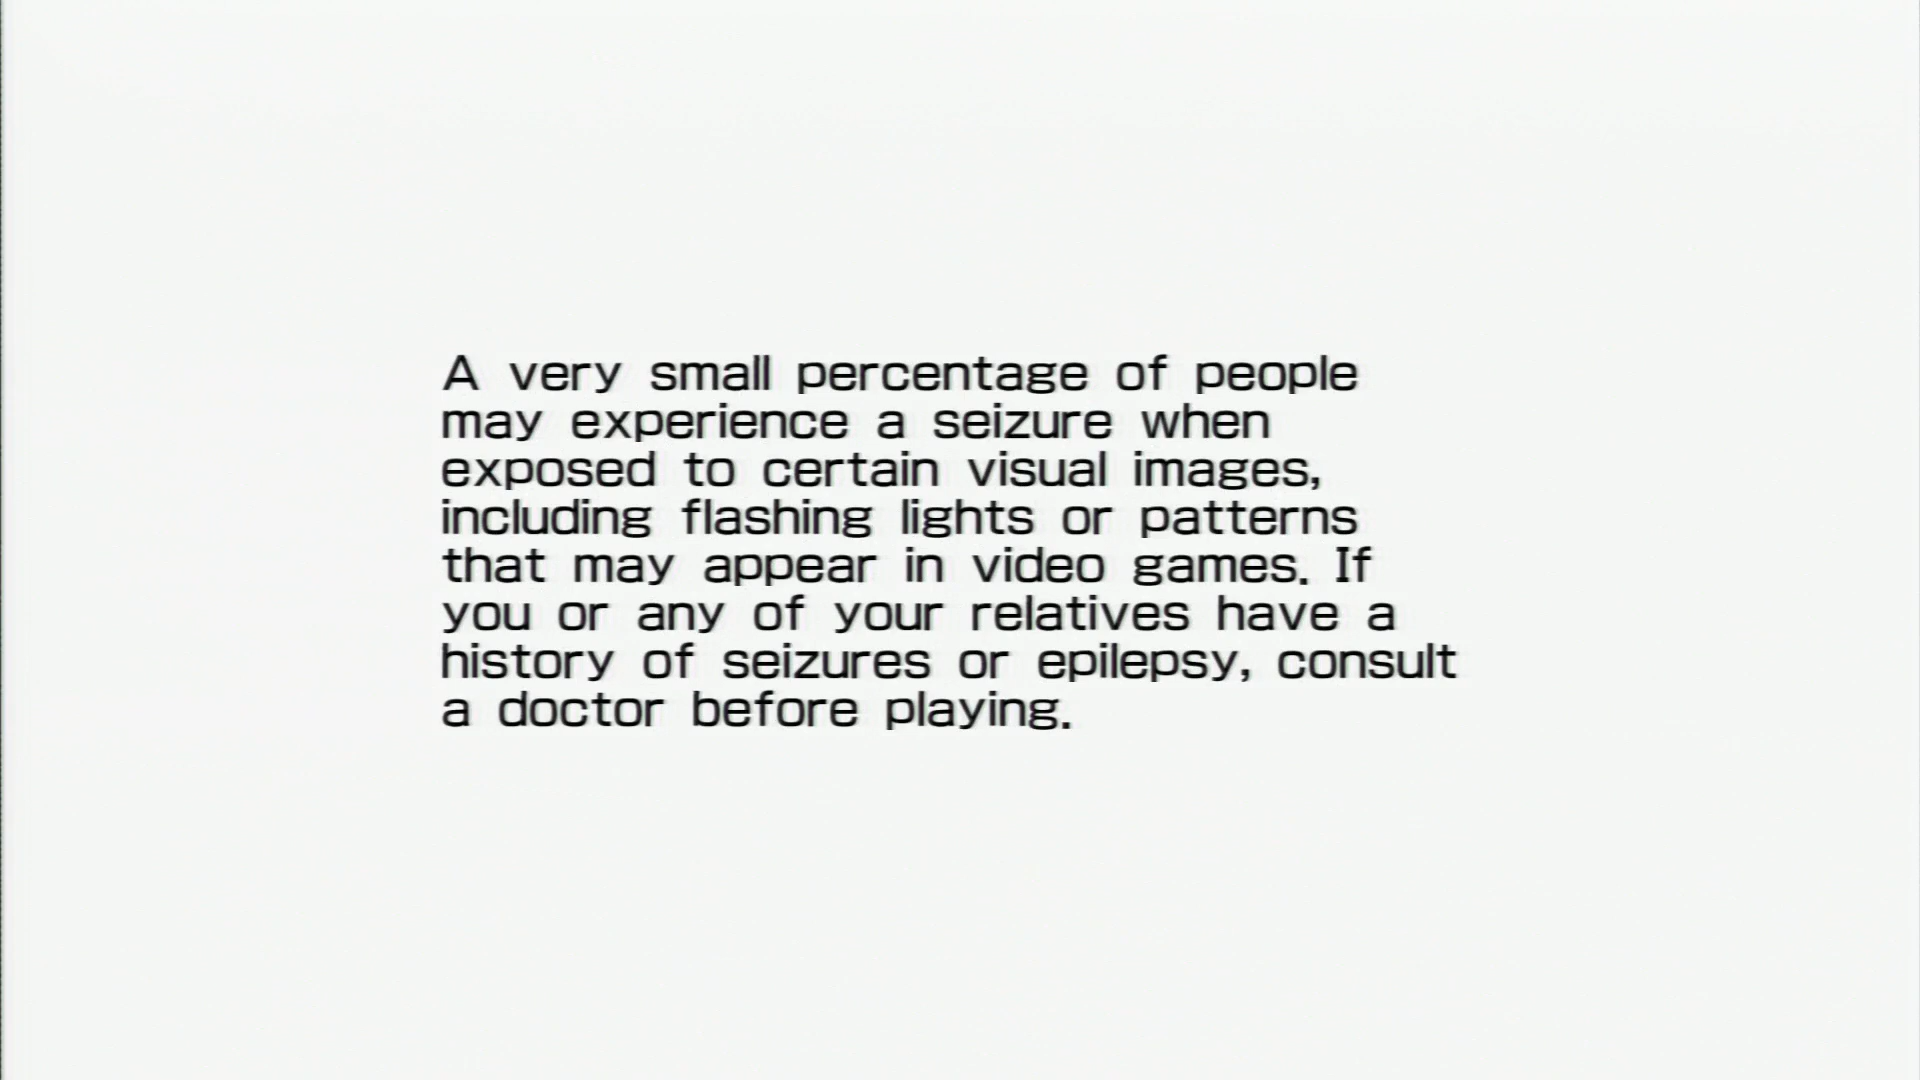 A very small percentage of people
may experience a seizure when
exposed to certain visual images,
including flashing lights or patterns
that may appear in video games. If
you or any of your relatives have a
history of seizures or epilepsy, consult
a doctor before playing.